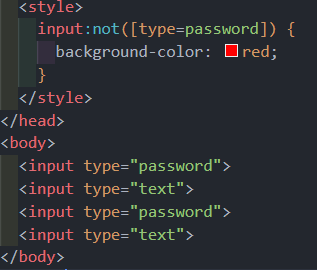 <style>
input:not([type=password]) {
background-color: red;
}
</style>
</head>
<body>
<input type="password">
<input type="text">
<input type="password">
<input type="text">
</body>